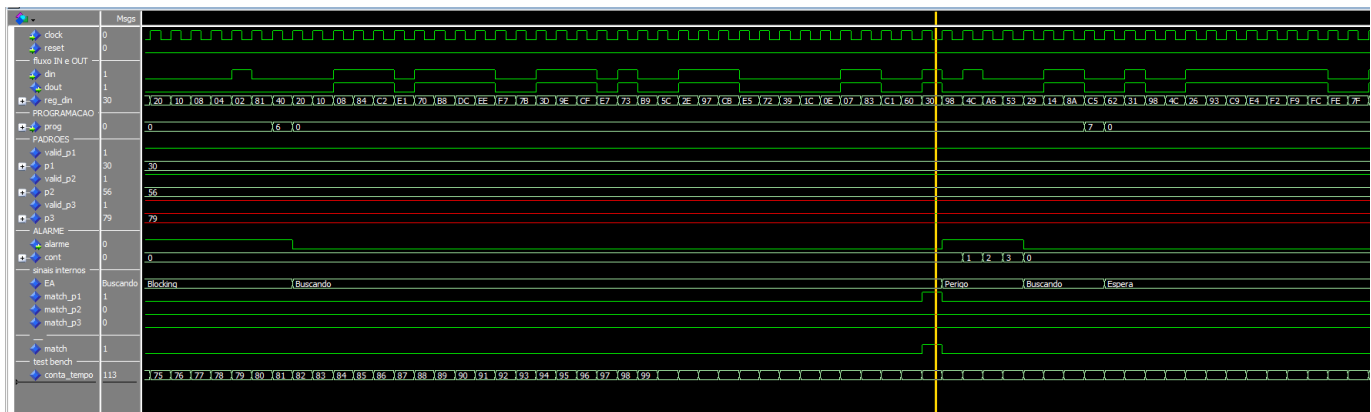 Msgs
clock 0
reset 0
fluxo IN e OUT
din 1
dout 1
reg_din 30 20 10 08 04 02 81 40 20 10 08 84 C2 E1 70 B8 DC EE F7 7B 3D 9E CF E7 73 B9 5C 2E 97 CB E5 72 39 1C 0E 07 83 C1 60 30 98 4C A6 53 29 14 8A C5 62 31 98 4C 26 93 C9 E4 F2 F9 FC FE 7F
PROGRAMACAO
prog 0 0 6 0 7 0
PADROES
valid_p1 1
p1 30 30
valid_p2 1
p2 56 56
valid_p3 1
p3 79 79
ALARME
alarme 0
cont 0 0 1 2 3 0
sinais internos
EA Buscando Blocking Buscando Perigo Buscando Espera
match_p1 1
match_p2 0
match_p3 0
__
match 1
test bench
conta_tempo 113 75 76 77 78 79 80 81 82 83 84 85 86 87 88 89 90 91 92 93 94 95 96 97 98 99